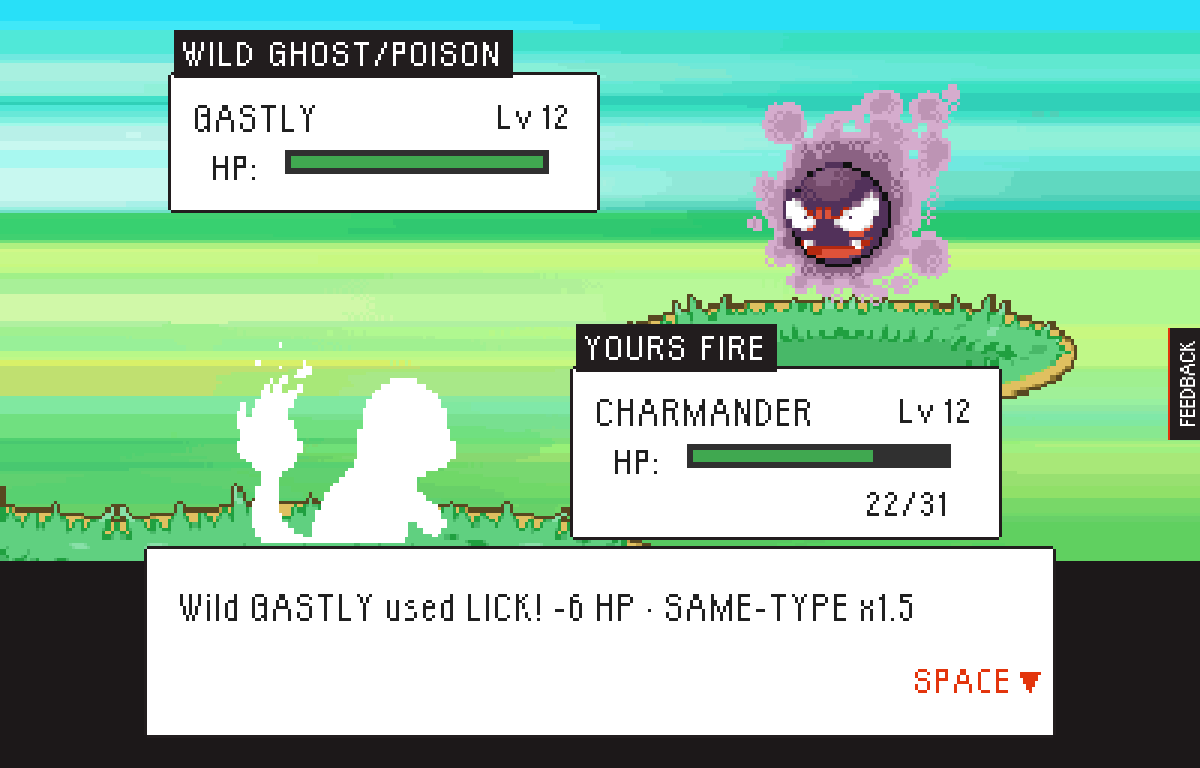 WILD GHOST/POISON
GASTLY Lv 12
HP:
YOURS FIRE
CHARMANDER Lv 12
HP:
22/31
FEEDBACK
Wild GASTLY used LICK! -6 HP · SAME-TYPE x1.5
SPACE ▼